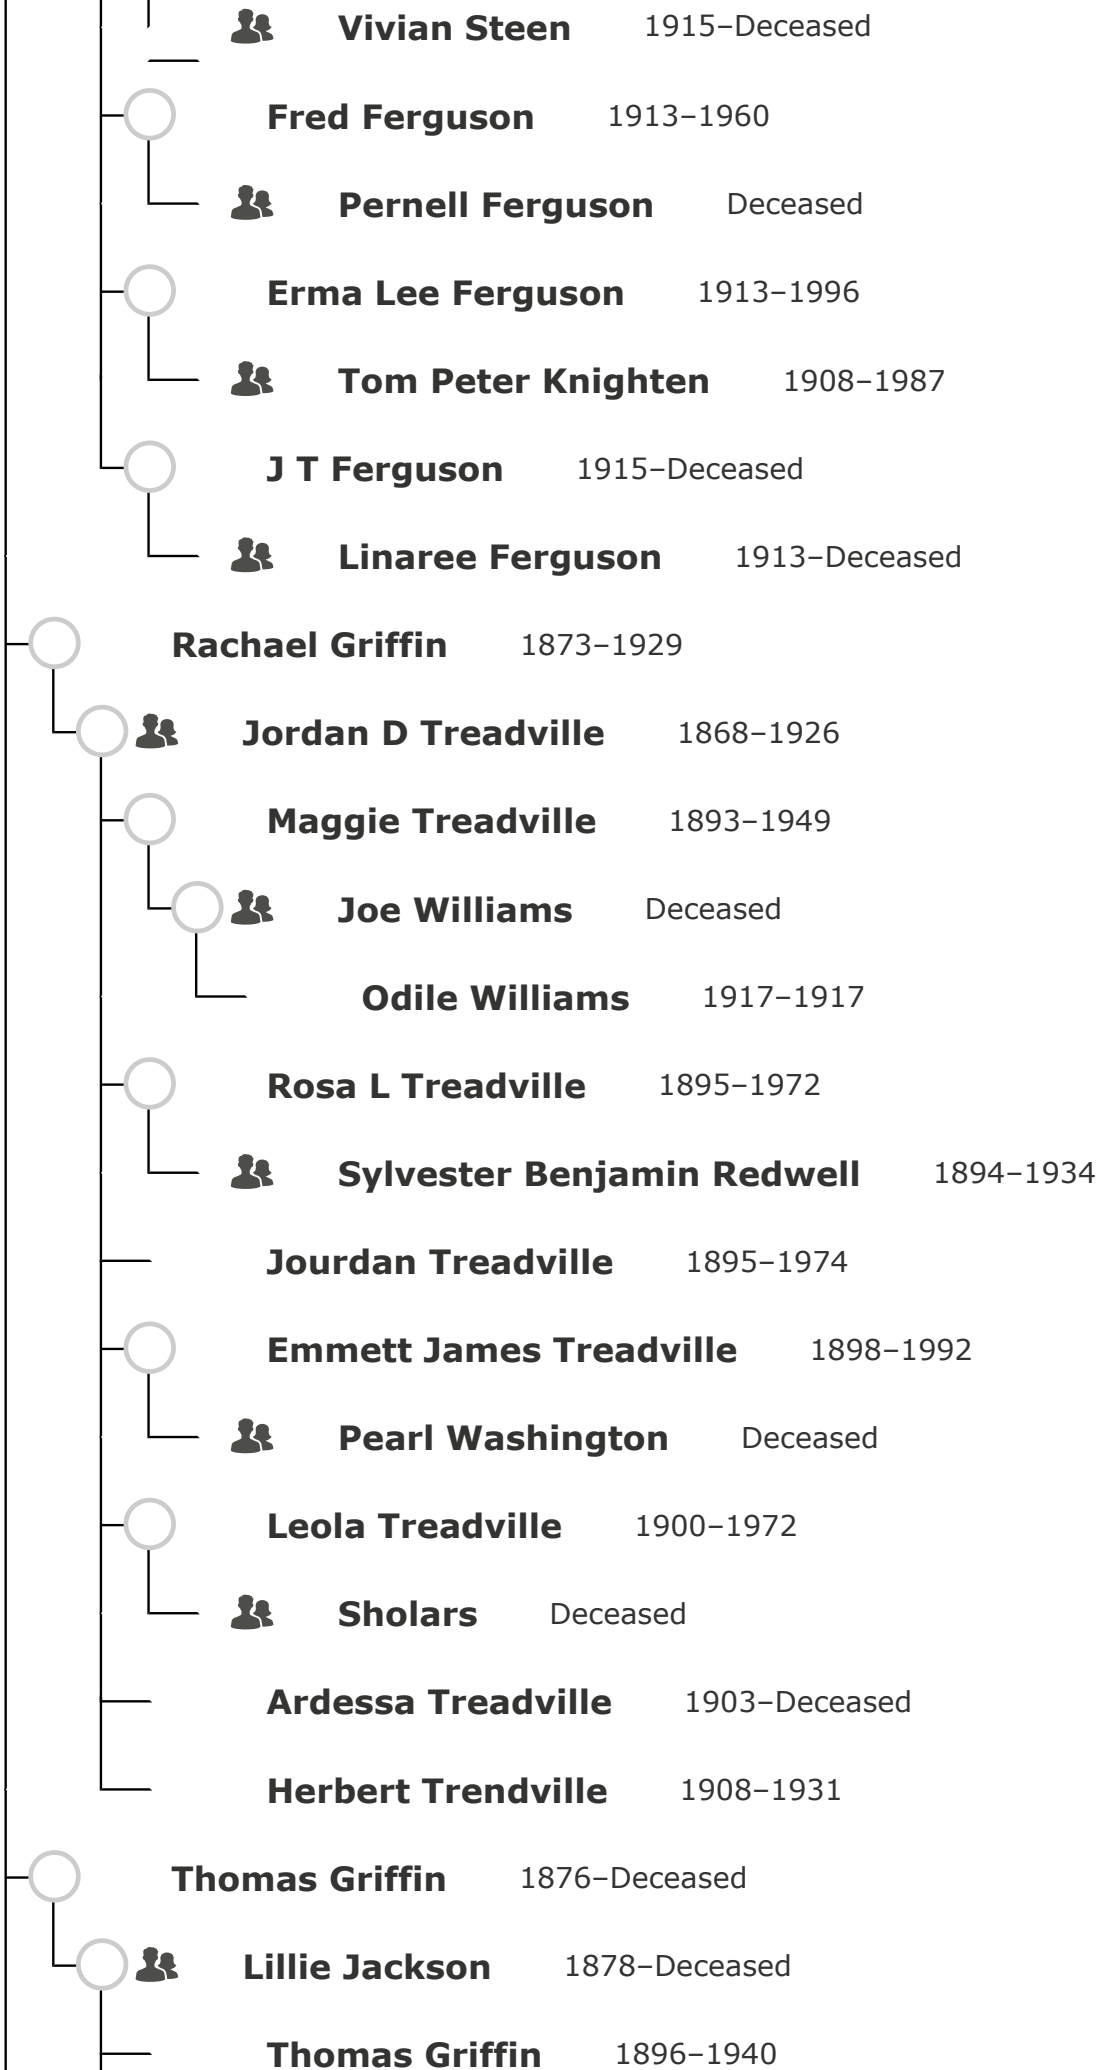 Vivian Steen 1915–Deceased
Fred Ferguson 1913–1960
Pernell Ferguson Deceased
Erma Lee Ferguson 1913–1996
Tom Peter Knighten 1908–1987
J T Ferguson 1915–Deceased
Linaree Ferguson 1913–Deceased
Rachael Griffin 1873–1929
Jordan D Treadville 1868–1926
Maggie Treadville 1893–1949
Joe Williams Deceased
Odile Williams 1917–1917
Rosa L Treadville 1895–1972
Sylvester Benjamin Redwell 1894–1934
Jourdan Treadville 1895–1974
Emmett James Treadville 1898–1992
Pearl Washington Deceased
Leola Treadville 1900–1972
Sholars Deceased
Ardessa Treadville 1903–Deceased
Herbert Trendville 1908–1931
Thomas Griffin 1876–Deceased
Lillie Jackson 1878–Deceased
Thomas Griffin 1896–1940